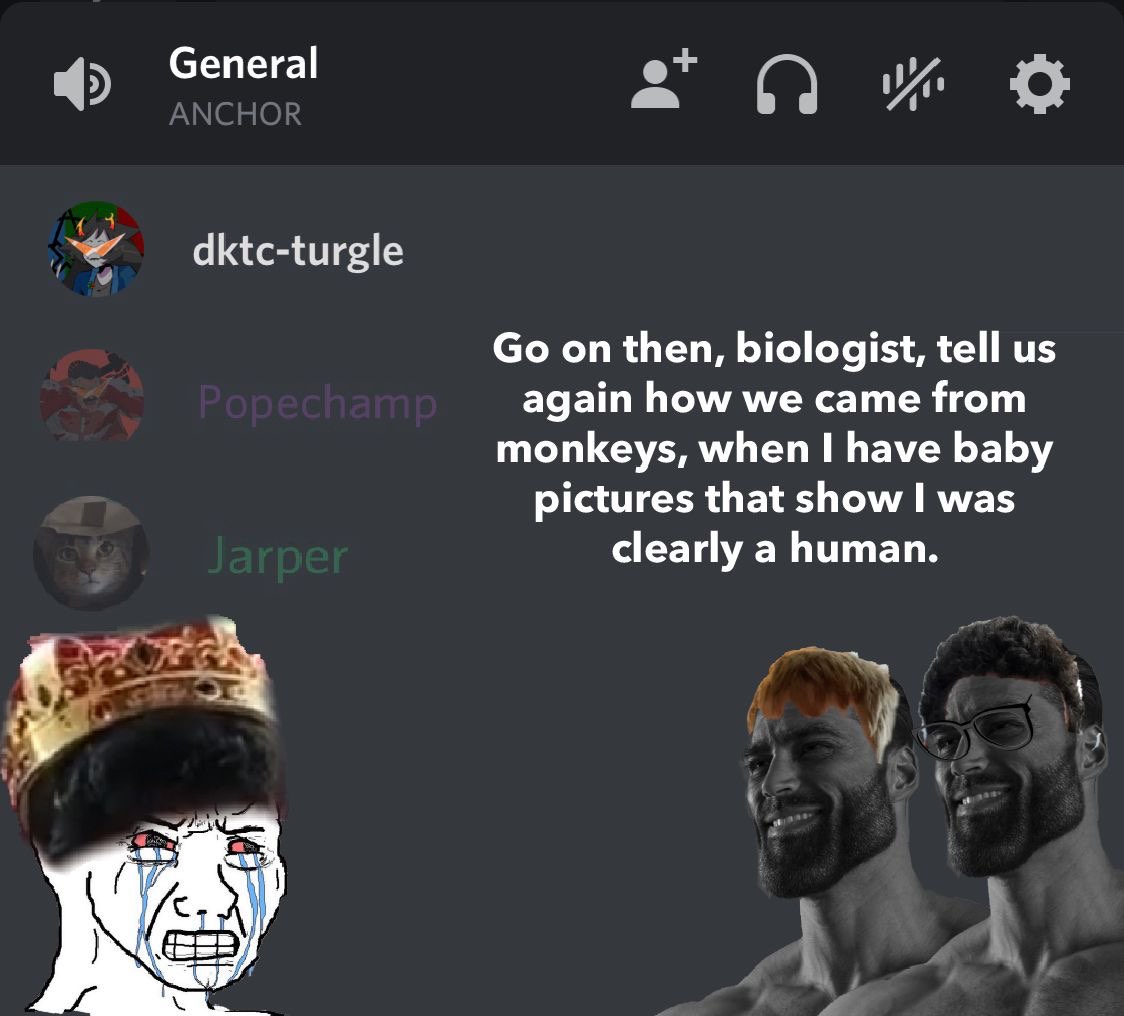 General
ANCHOR
dktc-turgle
Popechamp
Jarper
Go on then, biologist, tell us
again how we came from
monkeys, when I have baby
pictures that show I was
clearly a human.